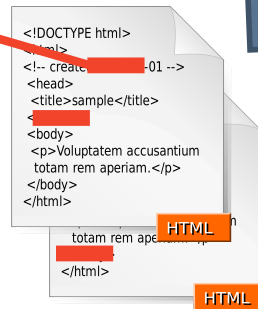 <!DOCTYPE html>
<!-- create -01 -->
<head>
<title>sample</title>
<
<body>
<p>Voluptatem accusantium
totam rem aperiam.</p>
</body>
</html>
HTML
totam rem
</html>
HTML